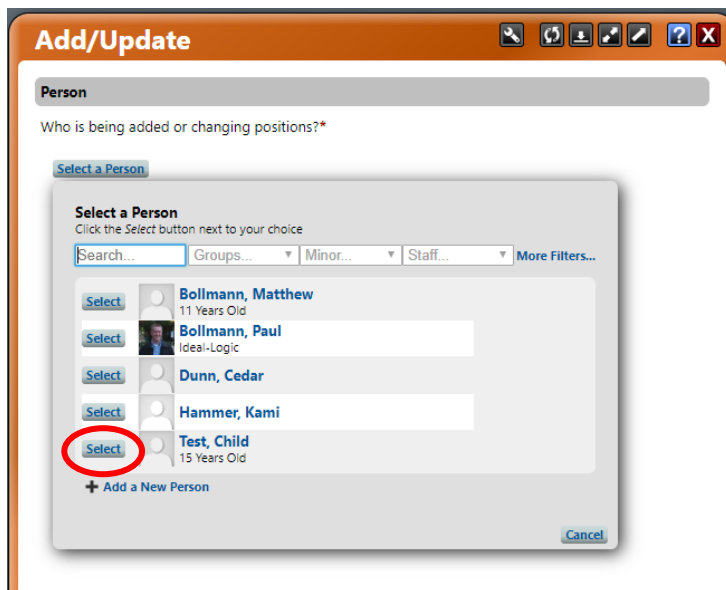 Add/Update
Person
Who is being added or changing positions?*
Select a Person
Select a Person
Click the Select button next to your choice
Search... Groups... Minor... Staff... More Filters...
Select Bollmann, Matthew
11 Years Old
Select Bollmann, Paul
Ideal-Logic
Select Dunn, Cedar
Select Hammer, Kami
Select Test, Child
15 Years Old
Add a New Person
Cancel